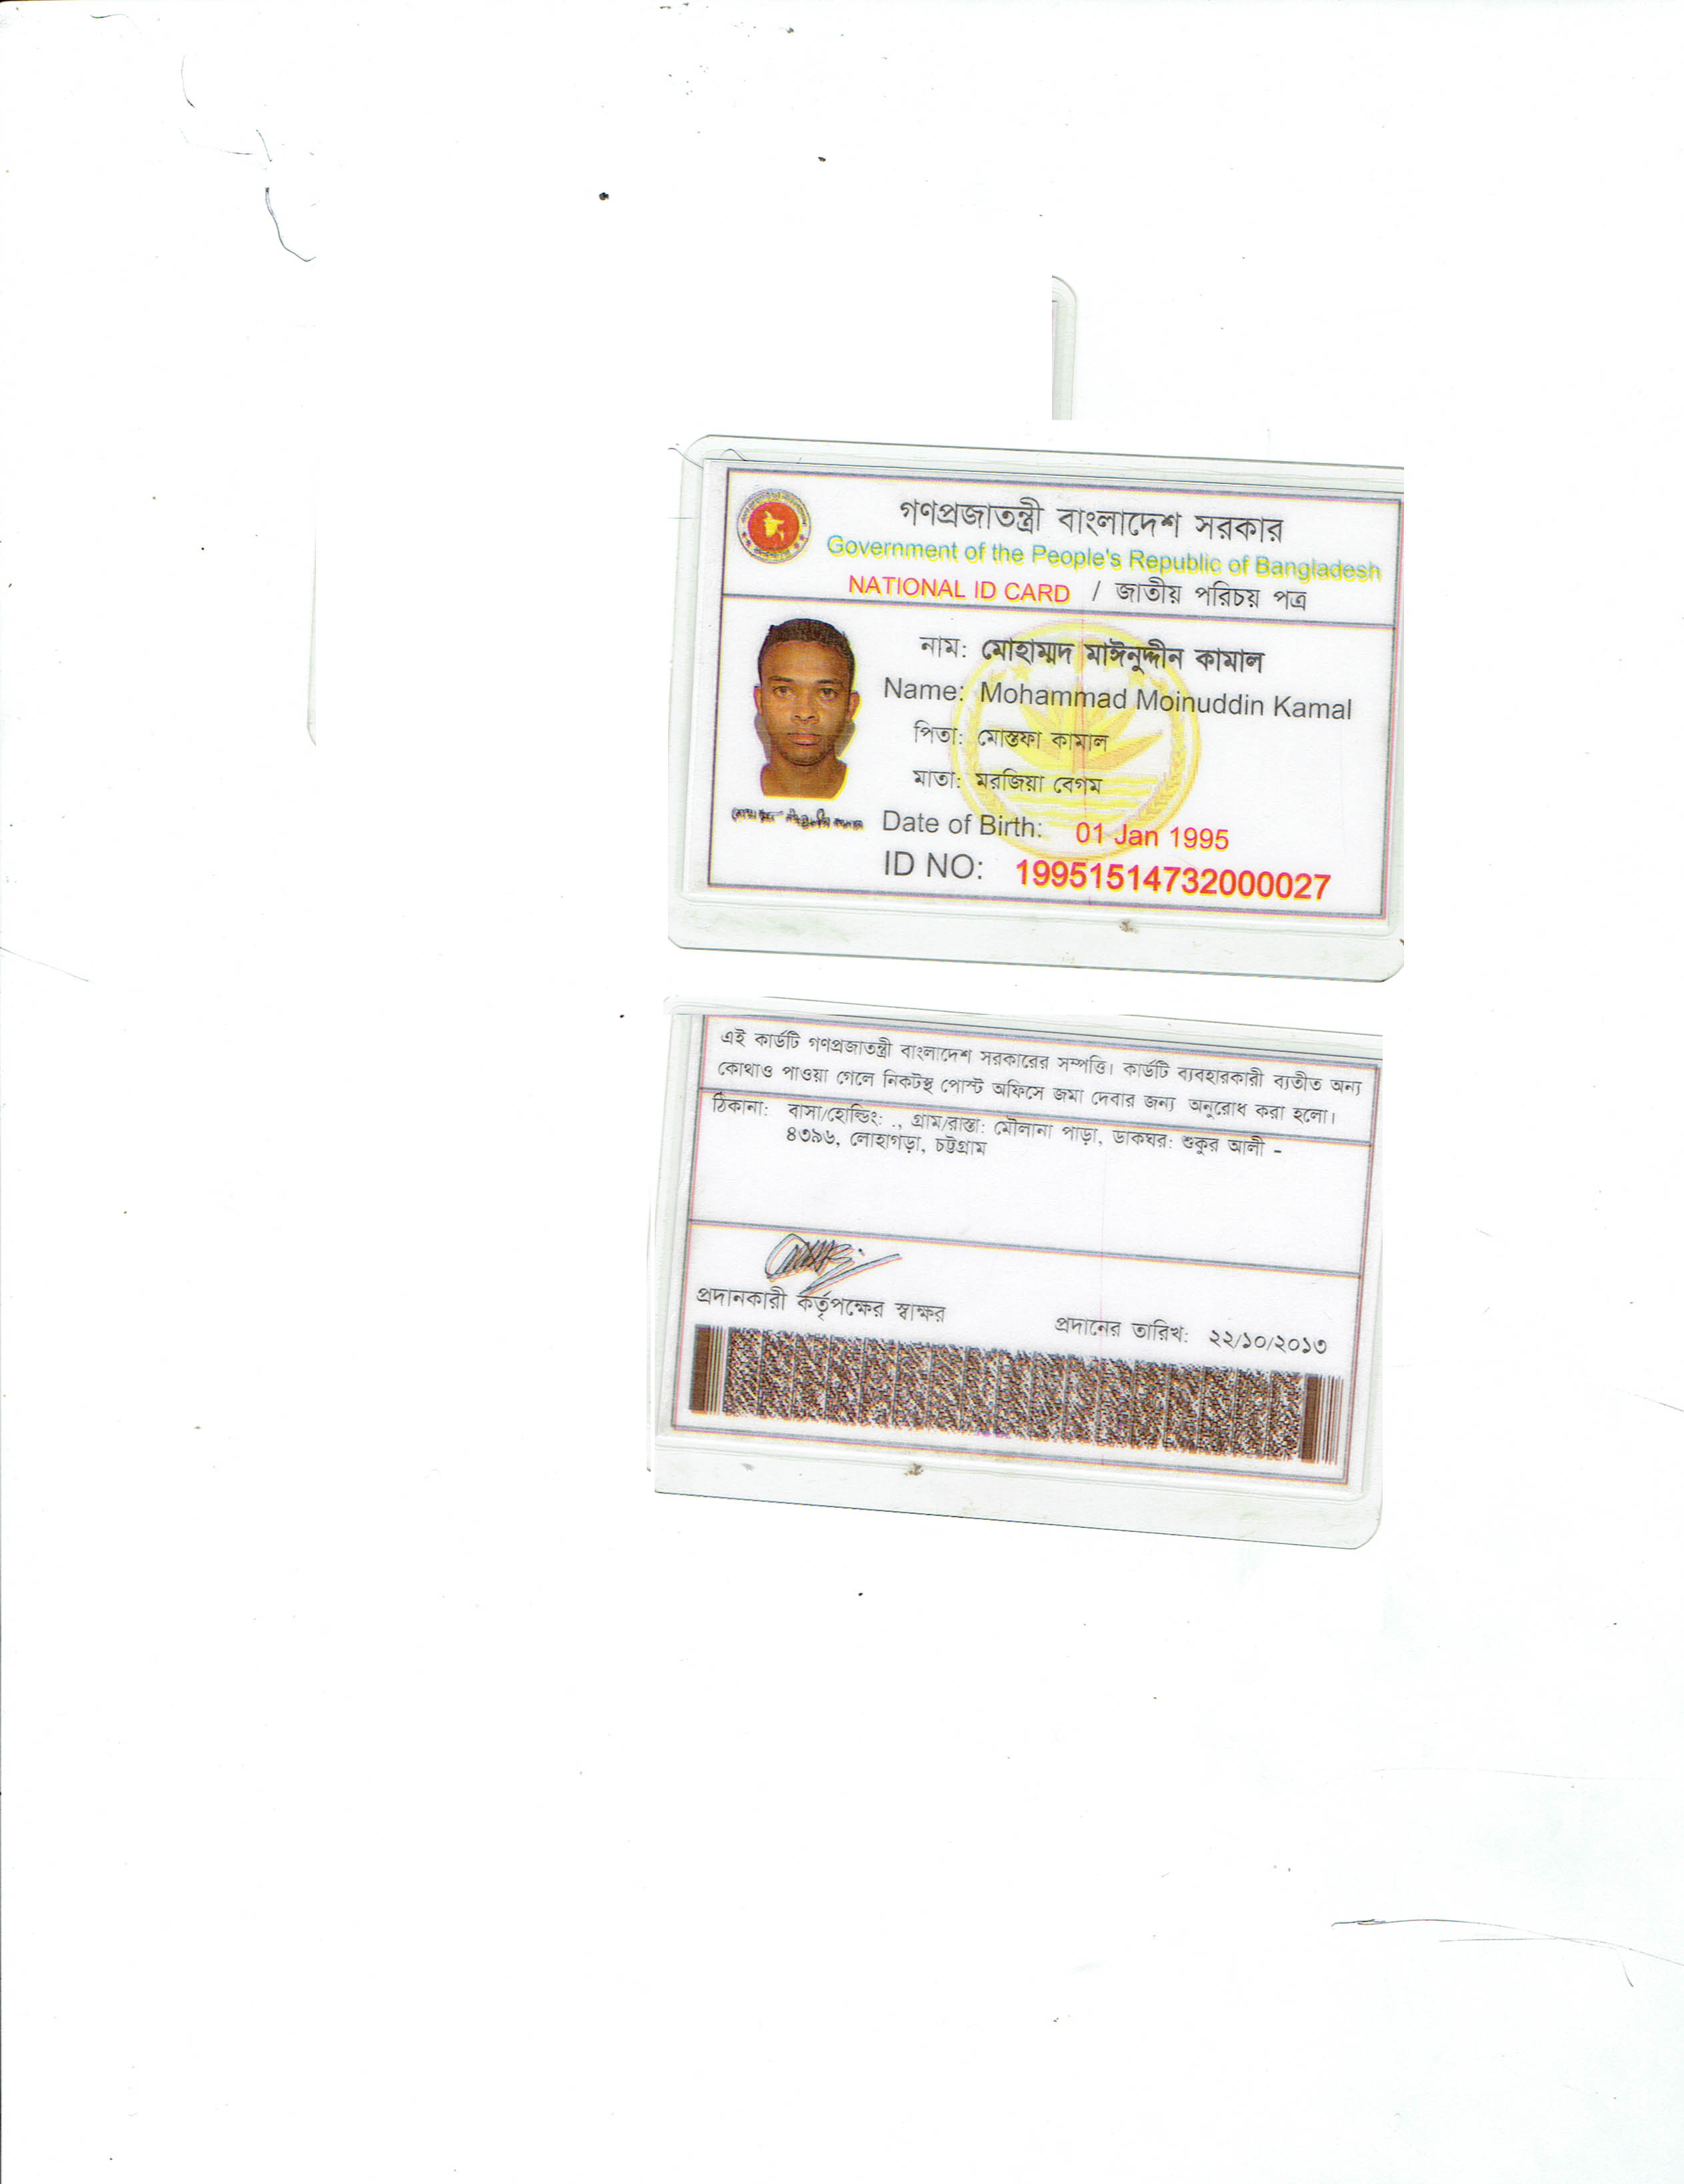 গণপ্রজাতন্ত্রী বাংলাদেশ সরকার
Government of the People's Republic of Bangladesh
NATIONAL ID CARD / জাতীয় পরিচয় পত্র
নাম: মোহাম্মদ মাঈনুদ্দীন কামাল
Name: Mohammad Moinuddin Kamal
পিতা: মোস্তফা কামাল
মাতা: মরজিয়া বেগম
Date of Birth: 01 Jan 1995
ID NO: 19951514732000027
এই কার্ডটি গণপ্রজাতন্ত্রী বাংলাদেশ সরকারের সম্পত্তি। কার্ডটি ব্যবহারকারী ব্যতীত অন্য
কোথাও পাওয়া গেলে নিকটস্থ পোস্ট অফিসে জমা দেবার জন্য অনুরোধ করা হলো।
ঠিকানা: বাসা/হোল্ডিং: ., গ্রাম/রাস্তা: মৌলানা পাড়া, ডাকঘর: শুকুর আলী -
৪৩৯৬, লোহাগড়া, চট্টগ্রাম
প্রদানকারী কর্তৃপক্ষের স্বাক্ষর
প্রদানের তারিখ: ২২/১০/২০১৩